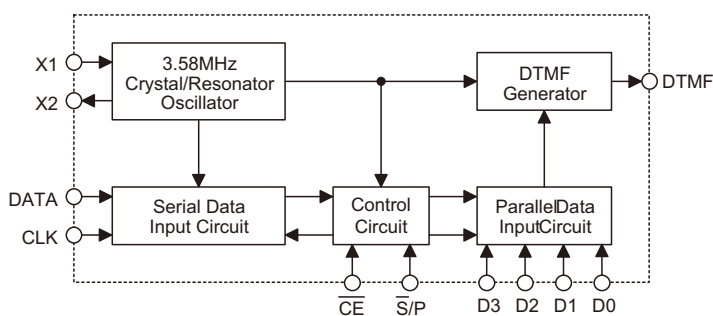 X1
X2
3.58MHz
Crystal/Resonator
Oscillator
DTMF
Generator
DTMF
DATA
CLK
Serial Data
Input Circuit
Control
Circuit
ParallelData
InputCircuit
C̅E̅
S̅/P
D3
D2
D1
D0